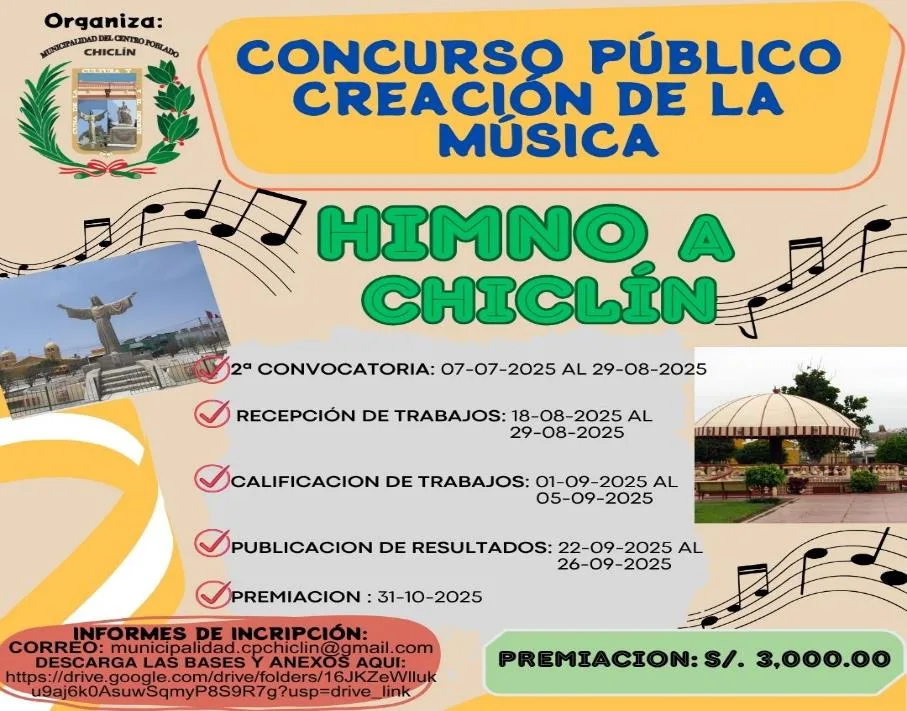 Organiza:
MUNICIPALIDAD DEL CENTRO POBLADO
CHICLÍN
CONCURSO PÚBLICO
CREACIÓN DE LA
MÚSICA
HIMNO A
CHICLÍN
2ª CONVOCATORIA: 07-07-2025 AL 29-08-2025
RECEPCIÓN DE TRABAJOS: 18-08-2025 AL
29-08-2025
CALIFICACION DE TRABAJOS: 01-09-2025 AL
05-09-2025
PUBLICACION DE RESULTADOS: 22-09-2025 AL
26-09-2025
PREMIACION : 31-10-2025
INFORMES DE INCRIPCIÓN:
CORREO: municipalidad.cpchiclin@gmail.com
DESCARGA LAS BASES Y ANEXOS AQUI:
https://drive.google.com/drive/folders/16JKZeWlluk
u9aj6k0AsuwSqmyP8S9R7g?usp=drive_link
PREMIACION: S/. 3,000.00